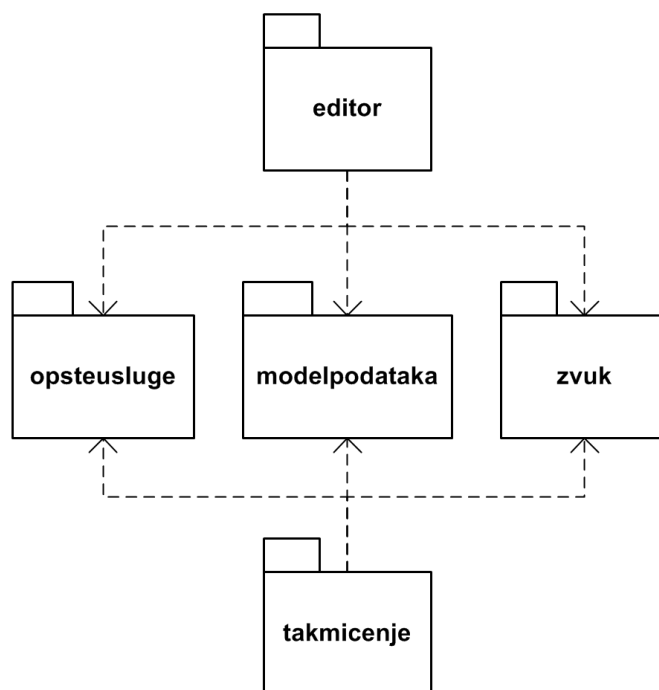 editor
opsteusluge
modelpodataka
zvuk
takmicenje